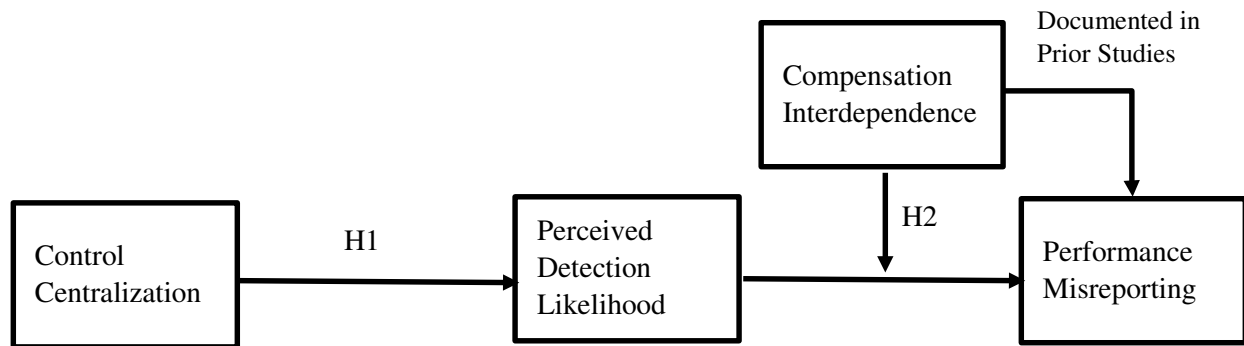 Documented in
Prior Studies
Compensation
Interdependence
H1
H2
Control
Centralization
Perceived
Detection
Likelihood
Performance
Misreporting